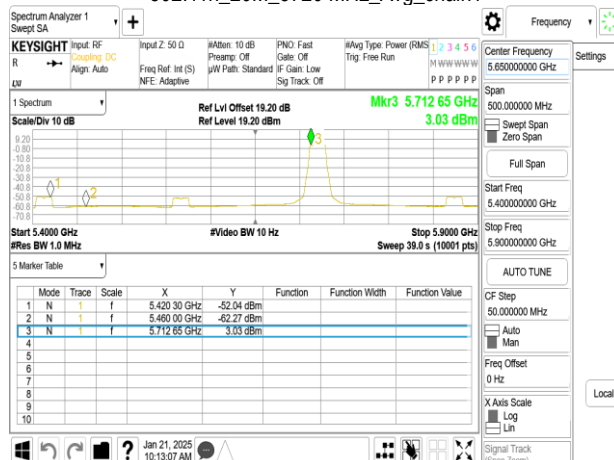 Spectrum Analyzer 1
Swept SA
Frequency
KEYSIGHT Input: RF Input Z: 50 Ω #Atten: 10 dB PNO: Fast #Avg Type: Power (RMS 1 2 3 4 5 6
R Coupling: DC Preamp: Off Gate: Off Trig: Free Run M W W W W W
Align: Auto Freq Ref: Int (S) µW Path: Standard IF Gain: Low
LXI NFE: Adaptive Sig Track: Off P P P P P P
1 Spectrum
Scale/Div 10 dB
Ref Lvl Offset 19.20 dB
Ref Level 19.20 dBm
Mkr3 5.712 65 GHz
3.03 dBm
9.20
-0.80
-10.8
-20.8
-30.8
-40.8
-50.8
-60.8
-70.8
1
2
3
Start 5.4000 GHz #Video BW 10 Hz Stop 5.9000 GHz
#Res BW 1.0 MHz Sweep 39.0 s (10001 pts)
5 Marker Table
Mode Trace Scale X Y Function Function Width Function Value
1 N 1 f 5.420 30 GHz -52.04 dBm
2 N 1 f 5.460 00 GHz -62.27 dBm
3 N 1 f 5.712 65 GHz 3.03 dBm
4
5
6
7
8
9
10
Jan 21, 2025
10:13:07 AM
Center Frequency
5.650000000 GHz
Settings
Span
500.000000 MHz
Swept Span
Zero Span
Full Span
Start Freq
5.400000000 GHz
Stop Freq
5.900000000 GHz
AUTO TUNE
CF Step
50.000000 MHz
Auto
Man
Freq Offset
0 Hz
X Axis Scale
Log
Lin
Local
Signal Track